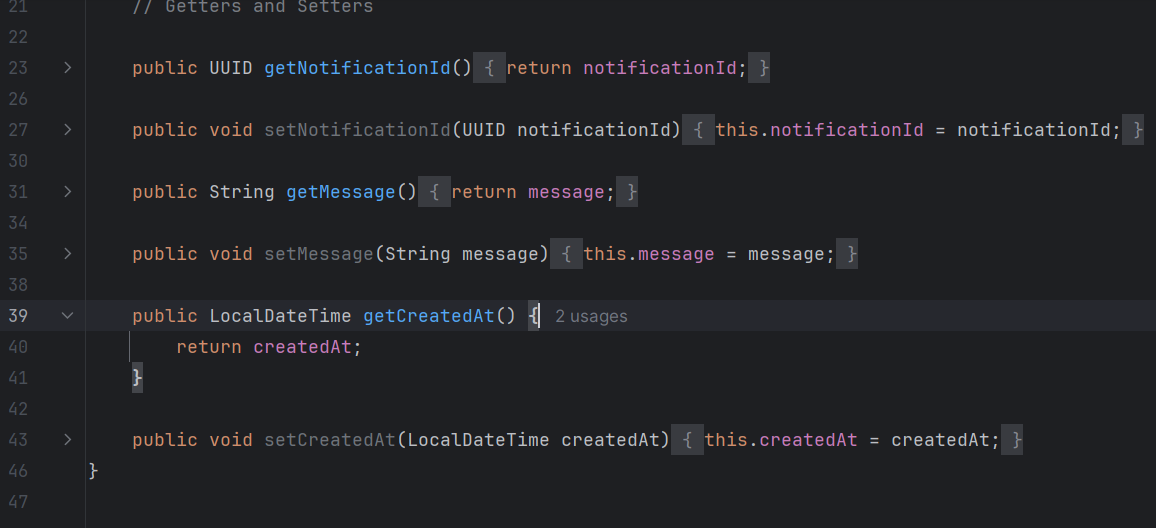 21 // Getters and Setters
22
23 public UUID getNotificationId() { return notificationId; }
26
27 public void setNotificationId(UUID notificationId) { this.notificationId = notificationId; }
30
31 public String getMessage() { return message; }
34
35 public void setMessage(String message) { this.message = message; }
38
39 public LocalDateTime getCreatedAt() { 2 usages
40 return createdAt;
41 }
42
43 public void setCreatedAt(LocalDateTime createdAt) { this.createdAt = createdAt; }
46 }
47